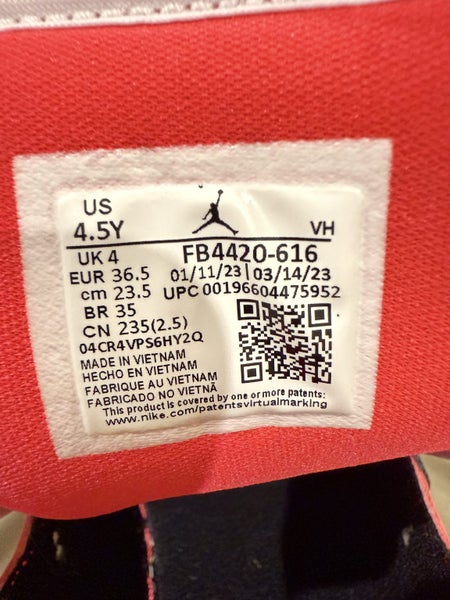 US
4.5Y
VH
UK 4
FB4420-616
EUR 36.5
01/11/23 | 03/14/23
cm 23.5
UPC 00196604475952
BR 35
CN 235(2.5)
04CR4VPS6HY2Q
MADE IN VIETNAM
HECHO EN VIETNAM
FABRIQUE AU VIETNAM
FABRICADO NO VIETNÃ
This product is covered by one or more patents:
www.nike.com/patentsvirtualmarking